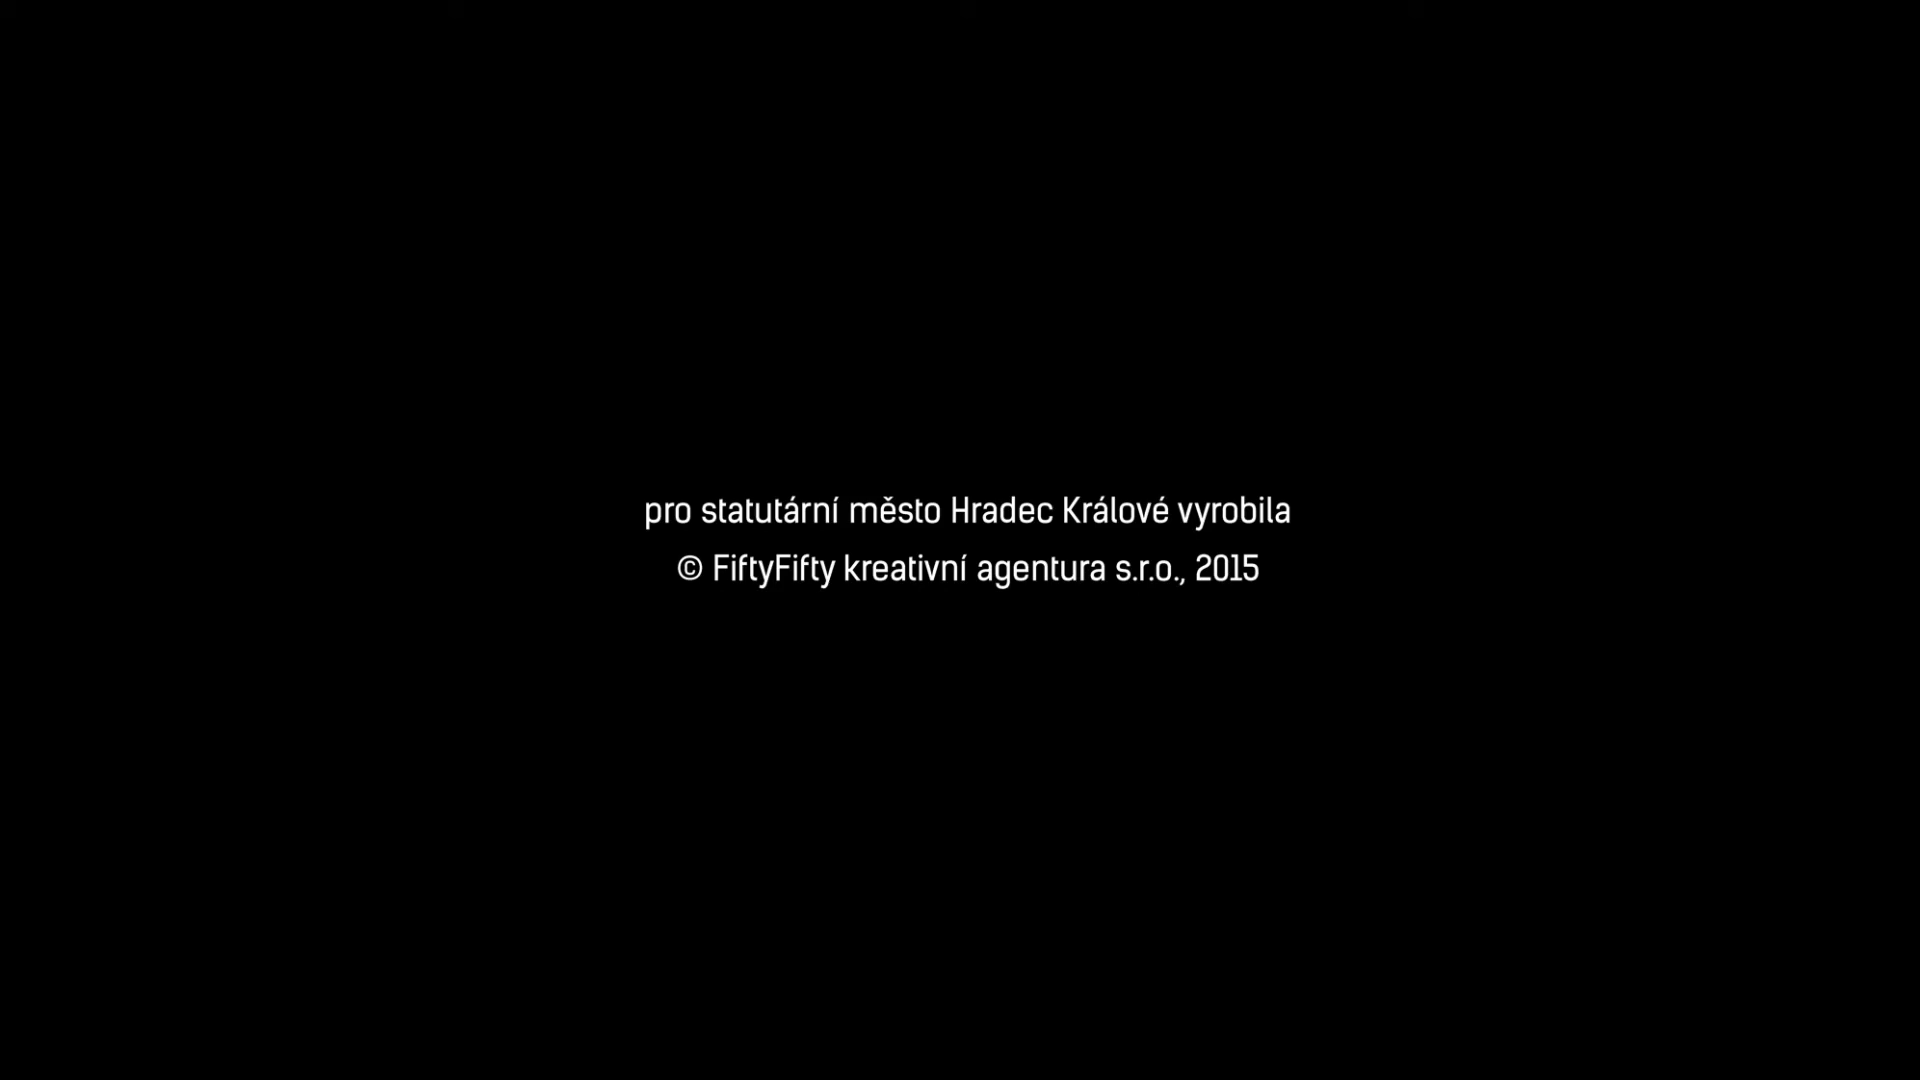 pro statutární město Hradec Králové vyrobila
© FiftyFifty kreativní agentura s.r.o., 2015